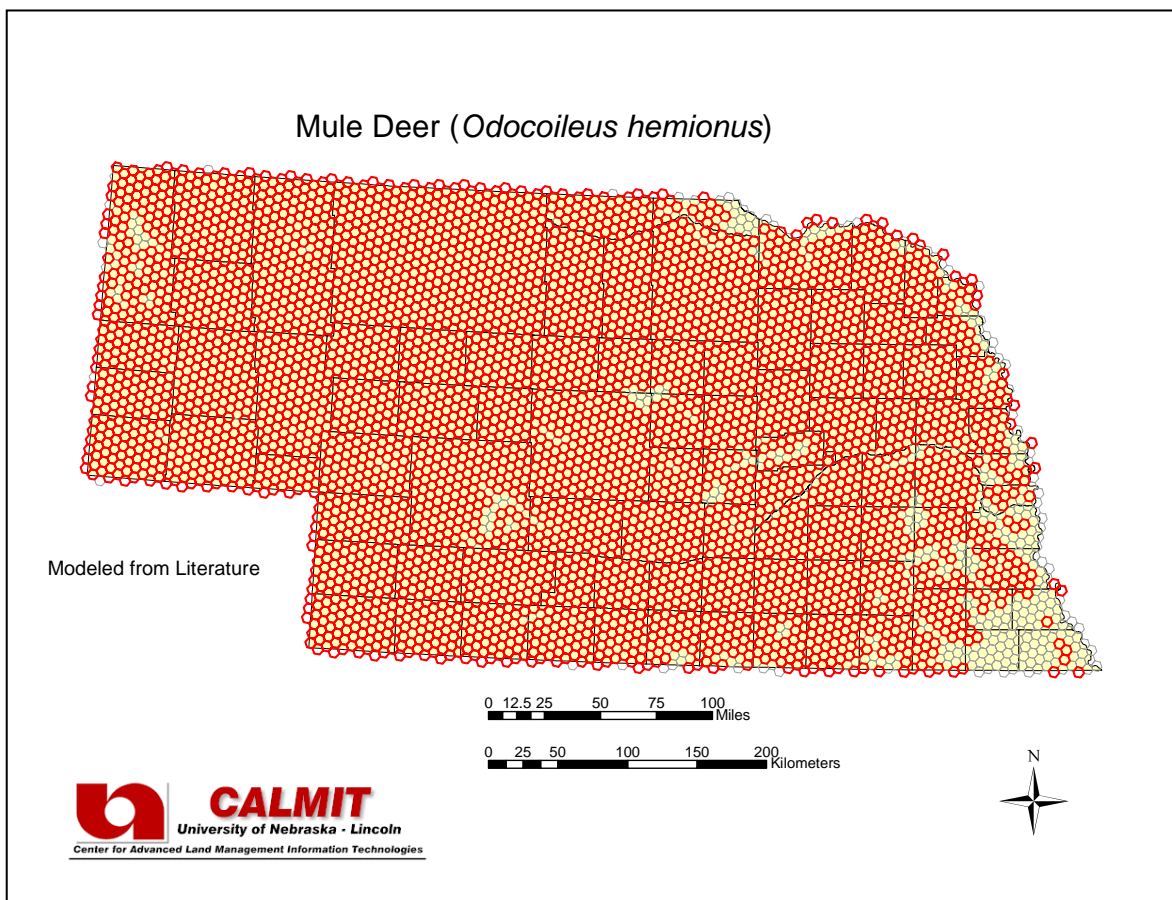 Mule Deer (Odocoileus hemionus)
Modeled from Literature
0 12.5 25 50 75 100
Miles
0 25 50 100 150 200
Kilometers
N
CALMIT
University of Nebraska - Lincoln
Center for Advanced Land Management Information Technologies